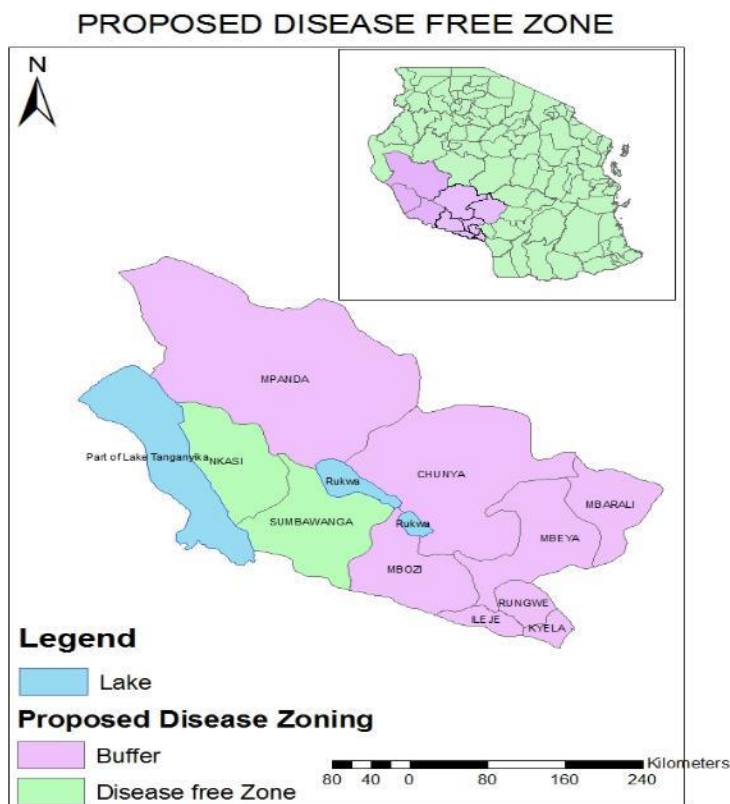 PROPOSED DISEASE FREE ZONE
N
MPANDA
Part of Lake Tanganyika
NKASI
Rukwa
CHUNYA
MBARALI
SUMBAWANGA
Rukwa
MBEYA
MBOZI
RUNGWE
ILEJE
KYELA
Legend
Lake
Proposed Disease Zoning
Buffer
Disease free Zone
Kilometers
80 40 0 80 160 240